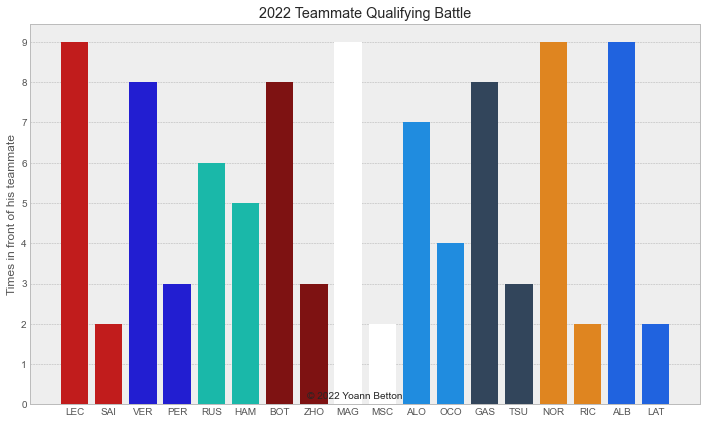 2022 Teammate Qualifying Battle
Times in front of his teammate
9
8
7
6
5
4
3
2
1
0
© 2022 Yoann Betton
LEC SAI VER PER RUS HAM BOT ZHO MAG MSC ALO OCO GAS TSU NOR RIC ALB LAT